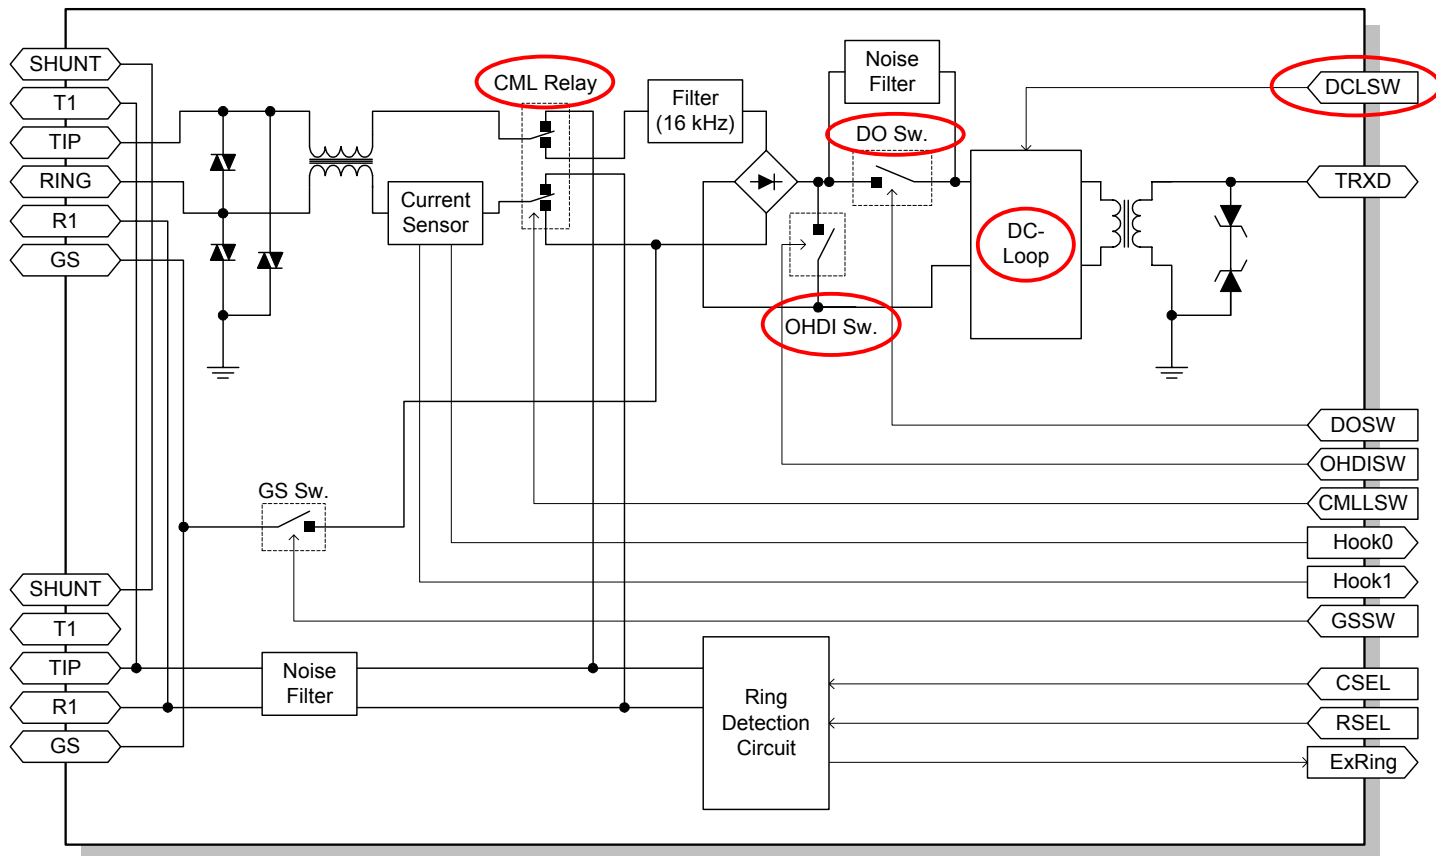 SHUNT
T1
TIP
RING
R1
GS
CML Relay
Filter
(16 kHz)
Noise
Filter
DO Sw.
DCLSW
TRXD
Current
Sensor
DC-
Loop
OHDI Sw.
DOSW
OHDISW
CMLLSW
Hook0
Hook1
GSSW
GS Sw.
SHUNT
T1
TIP
R1
GS
Noise
Filter
Ring
Detection
Circuit
CSEL
RSEL
ExRing